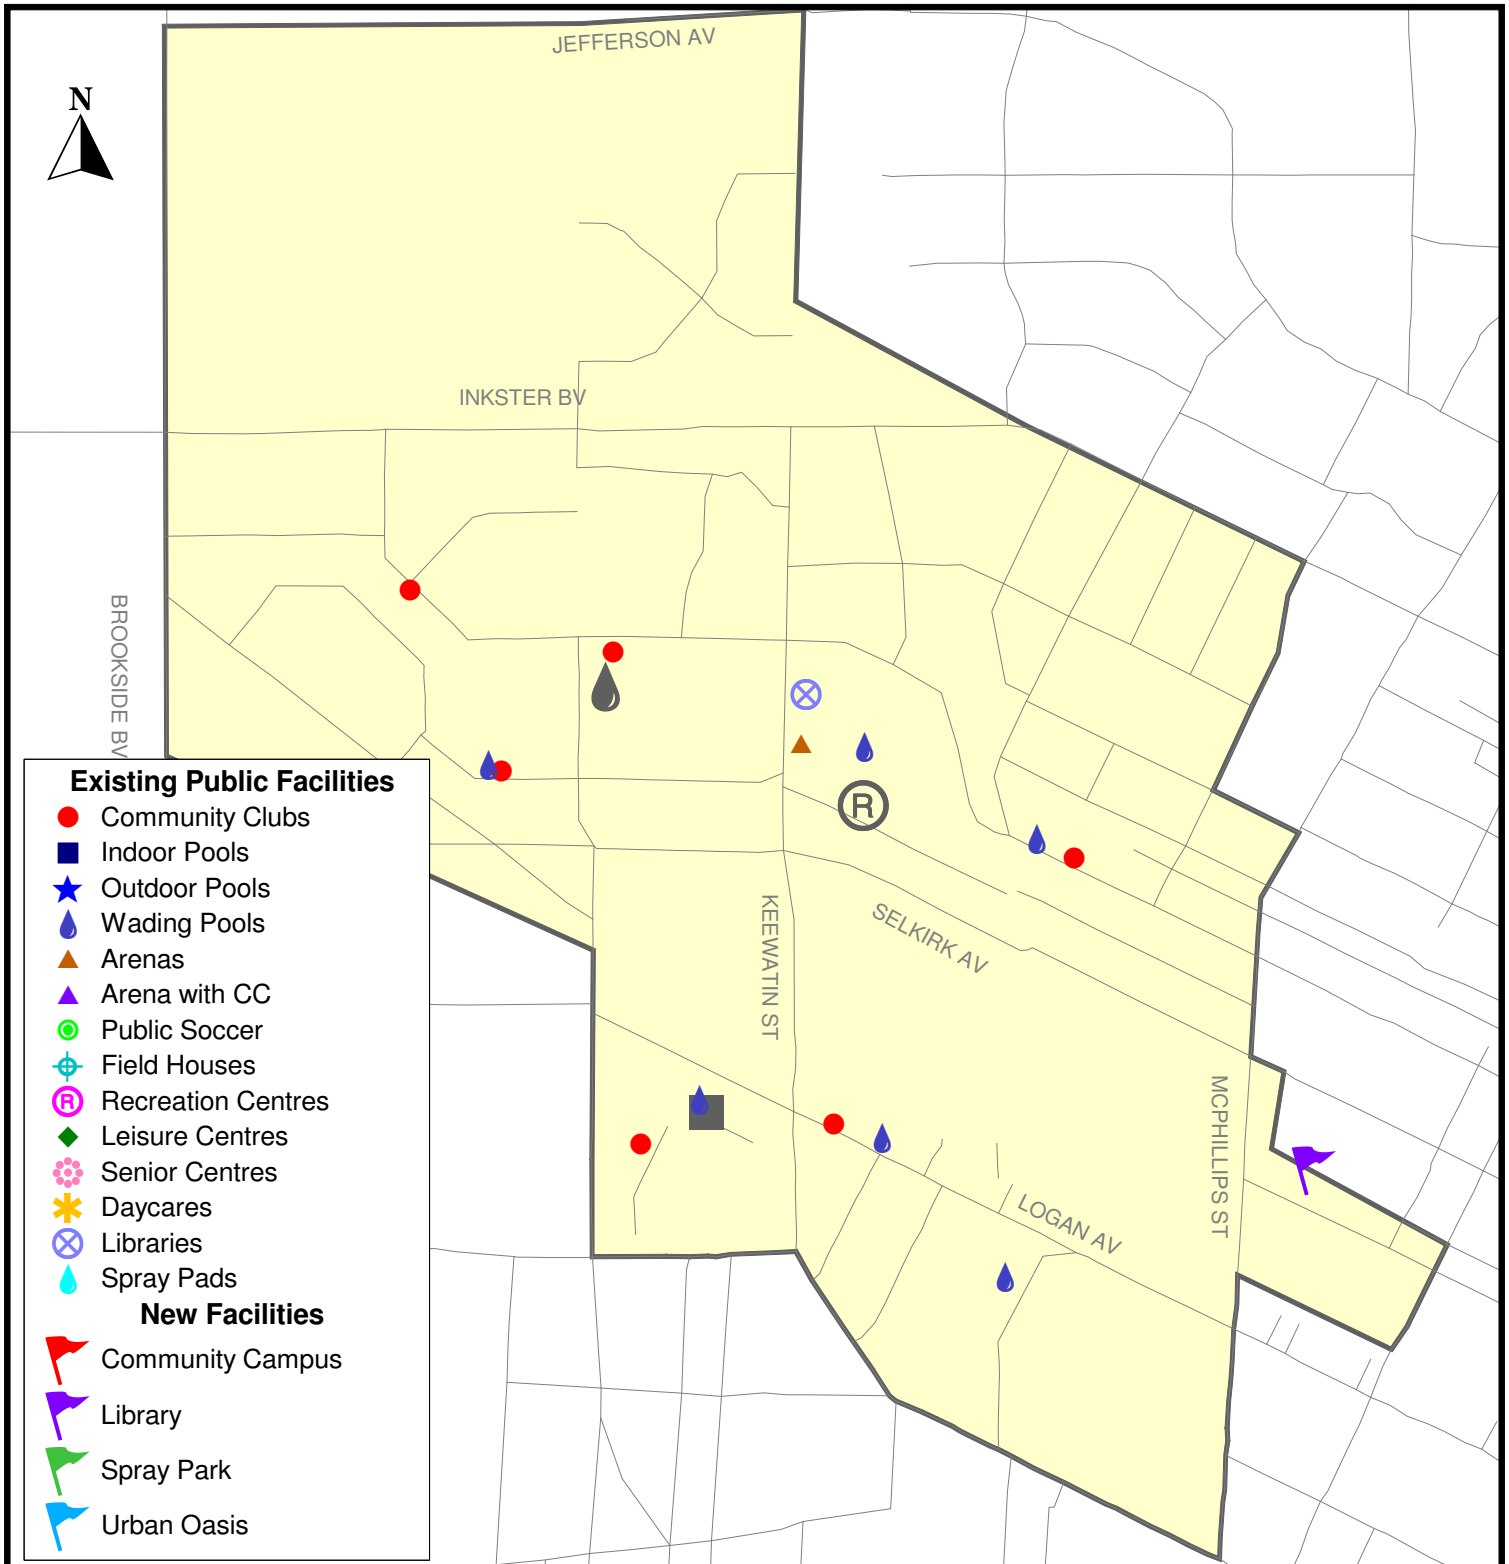 JEFFERSON AV
N
INKSTER BV
BROOKSIDE BV
KEEWATIN ST
SELKIRK AV
MCPHILLIPS ST
LOGAN AV
R
Existing Public Facilities
Community Clubs
Indoor Pools
Outdoor Pools
Wading Pools
Arenas
Arena with CC
Public Soccer
Field Houses
R Recreation Centres
Leisure Centres
Senior Centres
Daycares
Libraries
Spray Pads
New Facilities
Community Campus
Library
Spray Park
Urban Oasis